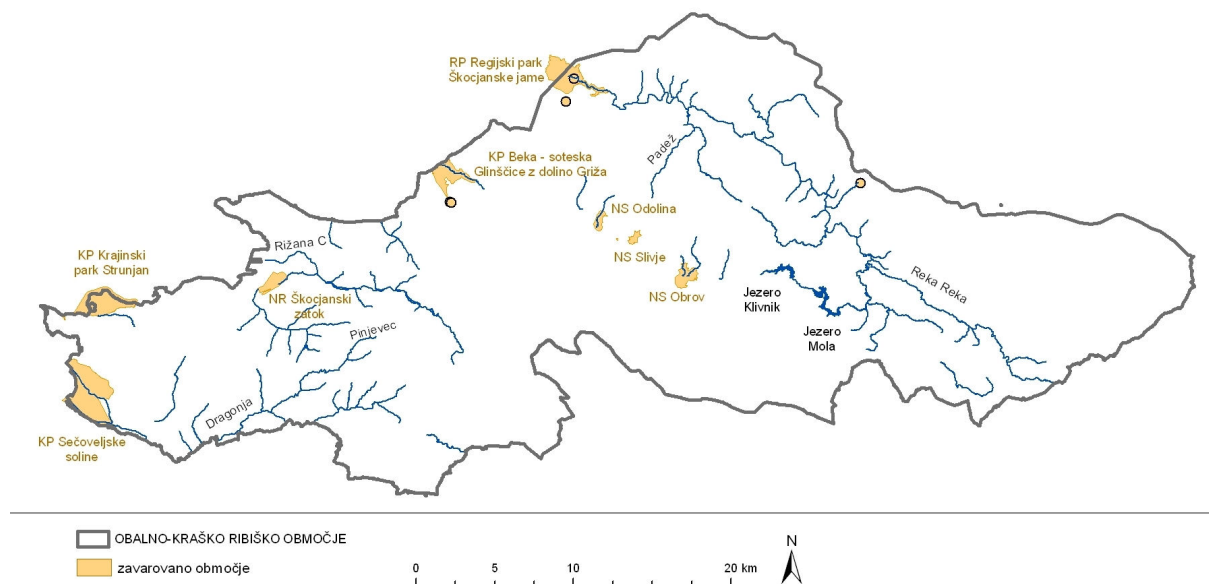 RP Regijski park
Škocjanske jame
Padež
KP Beka - soteska
Glinščice z dolino Griža
NS Odolina
Rižana C
NS Slivje
KP Krajinski
park Strunjan
NR Škocjanski
zatok
NS Obrov
Reka Reka
Jezero
Klivnik
Pinjevec
Jezero
Mola
Dragonja
KP Sečoveljske
soline
OBALNO-KRAŠKO RIBIŠKO OBMOČJE
zavarovano območje
0 5 10 20 km
N